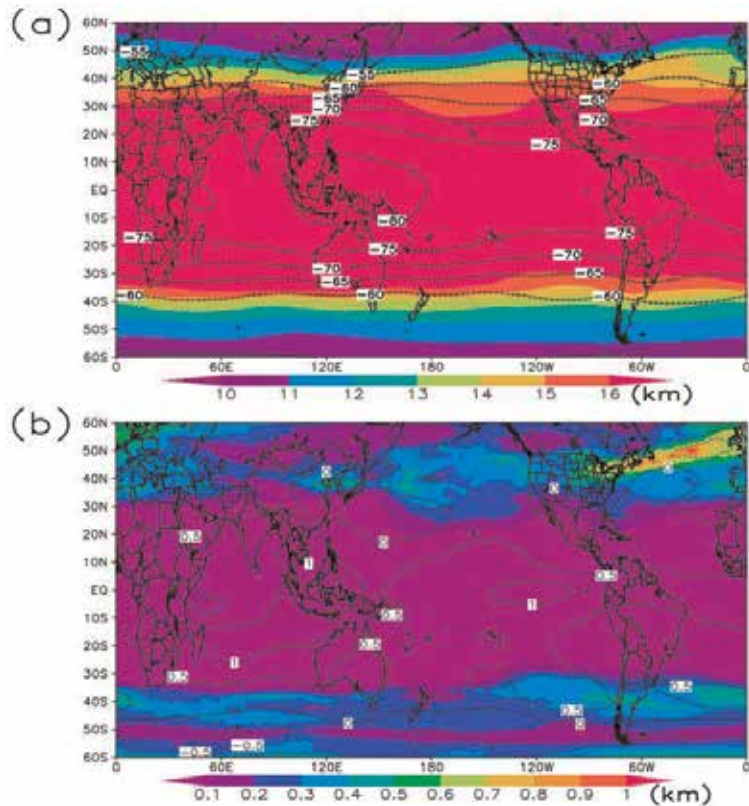 (a)
60N
50N -55
40N -55
-60 -60
30N -65 -65
-70 -70
20N -75 -75
10N
EQ
10S -80
20S -75 -75 -75
-70 -70
30S -65 -65
40S -60 -60 -60
50S
60S
0 60E 120E 180 120W 60W 0
10 11 12 13 14 15 16 (km)
(b)
60N
50N
40N 0 0
30N 0
20N 0.5 0
10N 1 0.5
EQ
10S 0.5 1
20S 0.5
30S 0.5 1 0.5
40S 0.5
50S 0 0
60S -0.5 -0.5
0 60E 120E 180 120W 60W 0
0.1 0.2 0.3 0.4 0.5 0.6 0.7 0.8 0.9 1 (km)